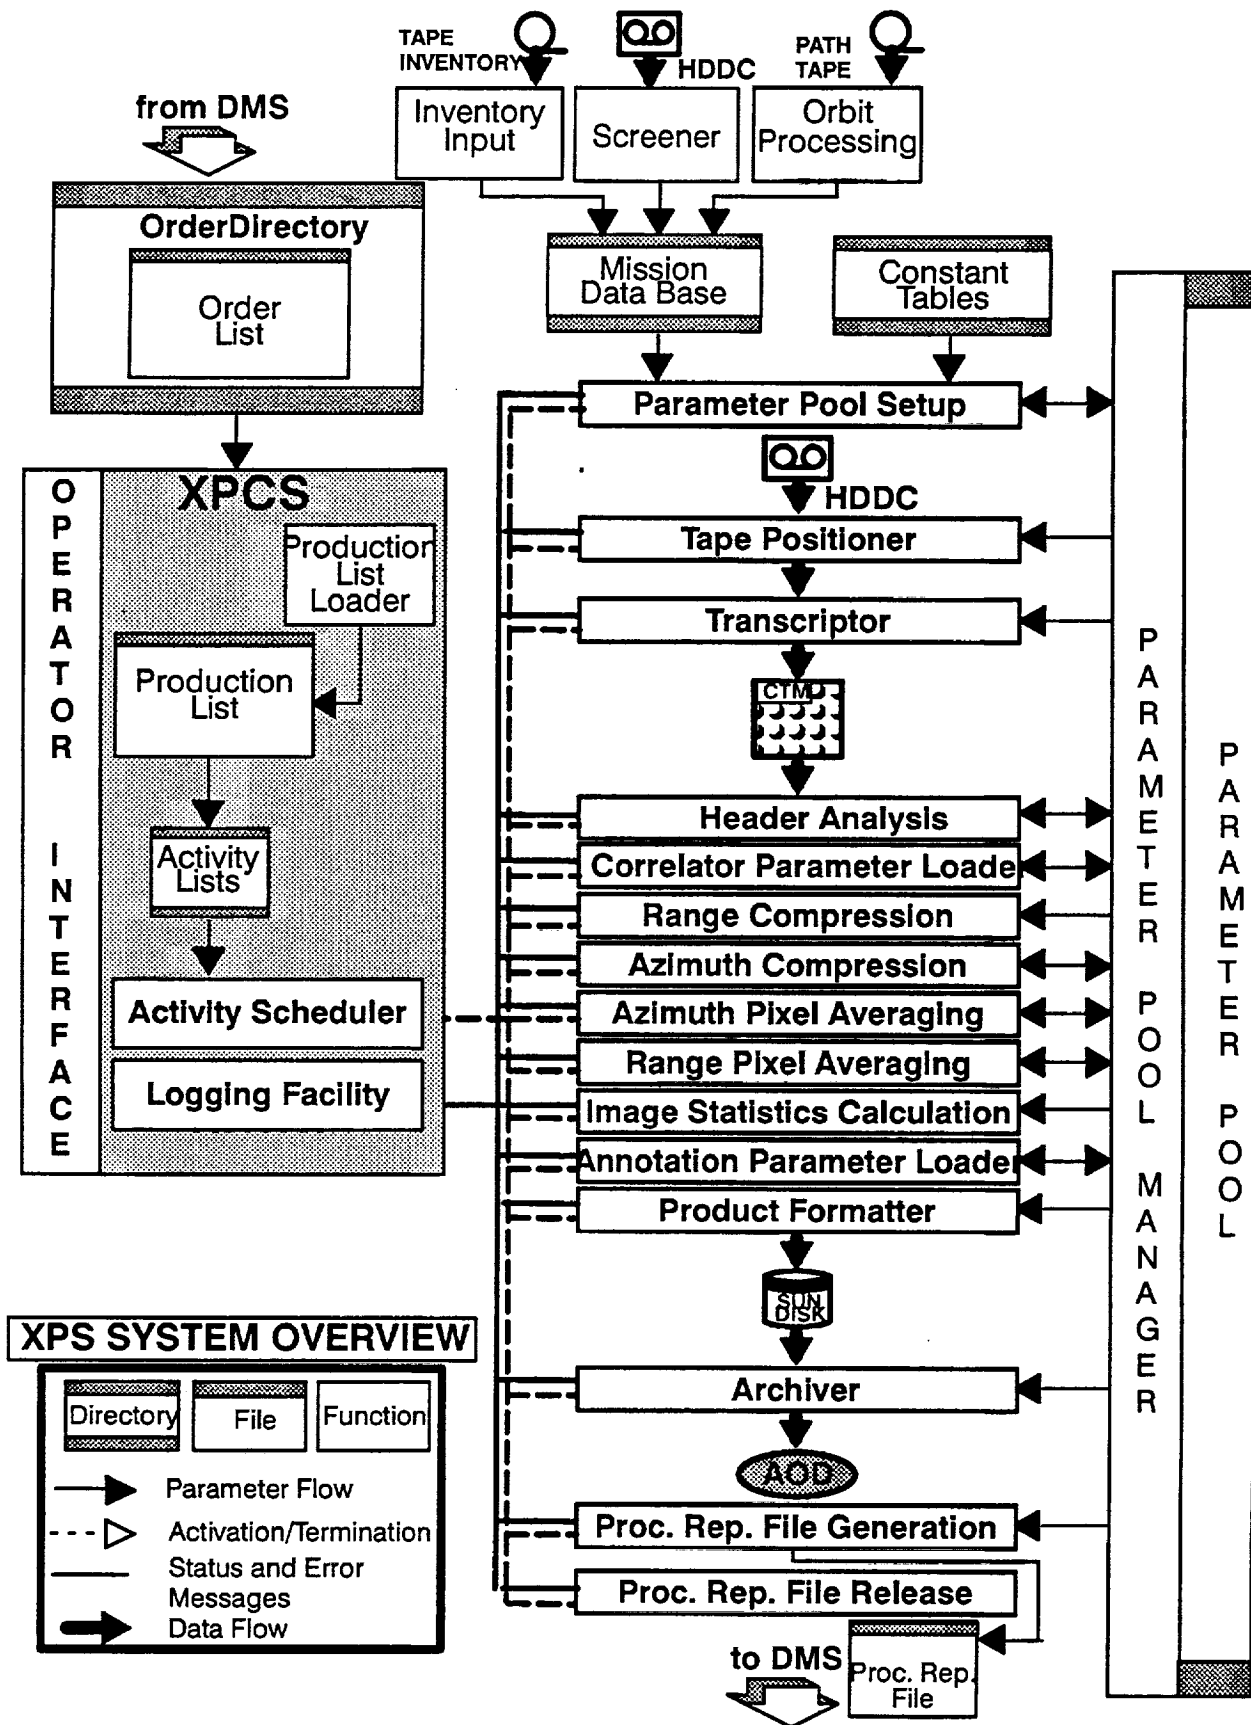 TAPE
INVENTORY
HDDC
PATH
TAPE
from DMS
Inventory
Input
Screener
Orbit
Processing
OrderDirectory
Order
List
Mission
Data Base
Constant
Tables
Parameter Pool Setup
HDDC
Tape Positioner
Transcriptor
CTM
Header Analysis
Correlator Parameter Loade
Range Compression
Azimuth Compression
Azimuth Pixel Averaging
Range Pixel Averaging
Image Statistics Calculation
Annotation Parameter Loader
Product Formatter
SUN
DISK
Archiver
AOD
Proc. Rep. File Generation
Proc. Rep. File Release
to DMS
Proc. Rep.
File
OPERATOR INTERFACE
XPCS
Production
List
Loader
Production
List
Activity
Lists
Activity Scheduler
Logging Facility
PARAMETER POOL MANAGER
PARAMETER POOL
XPS SYSTEM OVERVIEW
Directory
File
Function
Parameter Flow
Activation/Termination
Status and Error
Messages
Data Flow